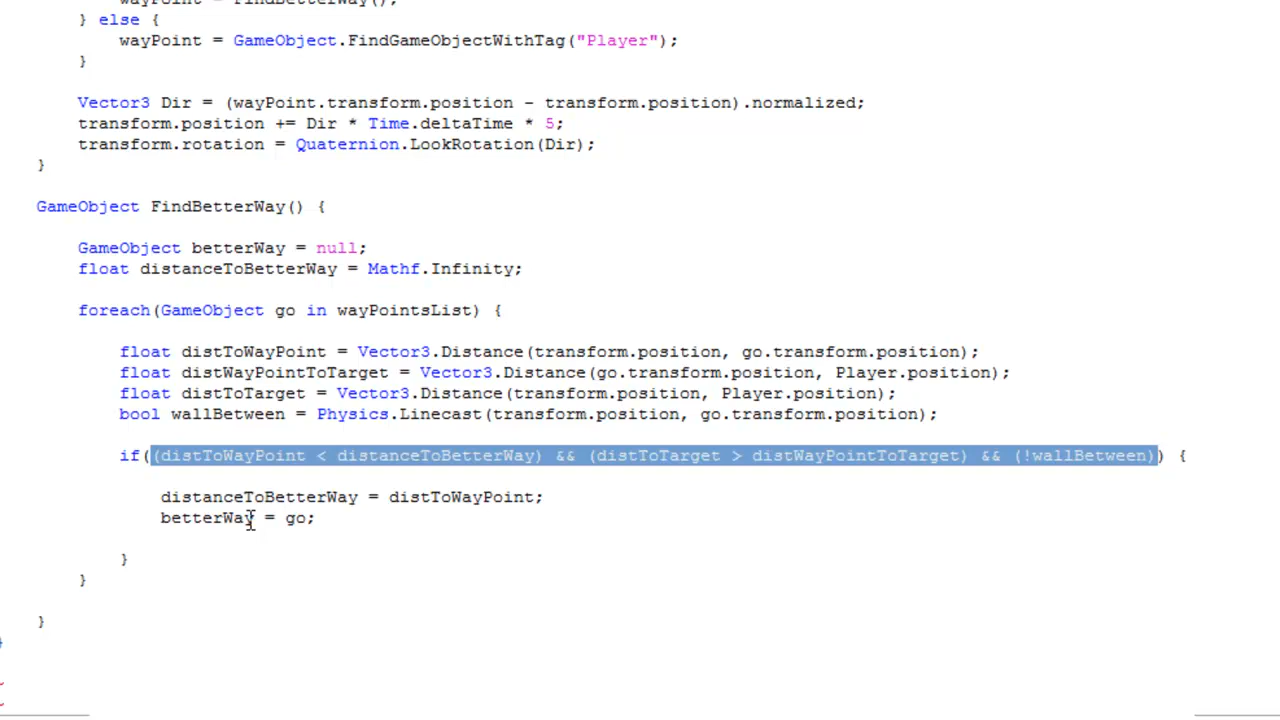 wayPoint = FindBetterWay();
} else {
wayPoint = GameObject.FindGameObjectWithTag("Player");
}
Vector3 Dir = (wayPoint.transform.position - transform.position).normalized;
transform.position += Dir * Time.deltaTime * 5;
transform.rotation = Quaternion.LookRotation(Dir);
}
GameObject FindBetterWay() {
GameObject betterWay = null;
float distanceToBetterWay = Mathf.Infinity;
foreach(GameObject go in wayPointsList) {
float distToWayPoint = Vector3.Distance(transform.position, go.transform.position);
float distWayPointToTarget = Vector3.Distance(go.transform.position, Player.position);
float distToTarget = Vector3.Distance(transform.position, Player.position);
bool wallBetween = Physics.Linecast(transform.position, go.transform.position);
if((distToWayPoint < distanceToBetterWay) && (distToTarget > distWayPointToTarget) && (!wallBetween)) {
distanceToBetterWay = distToWayPoint;
betterWay = go;
}
}
}